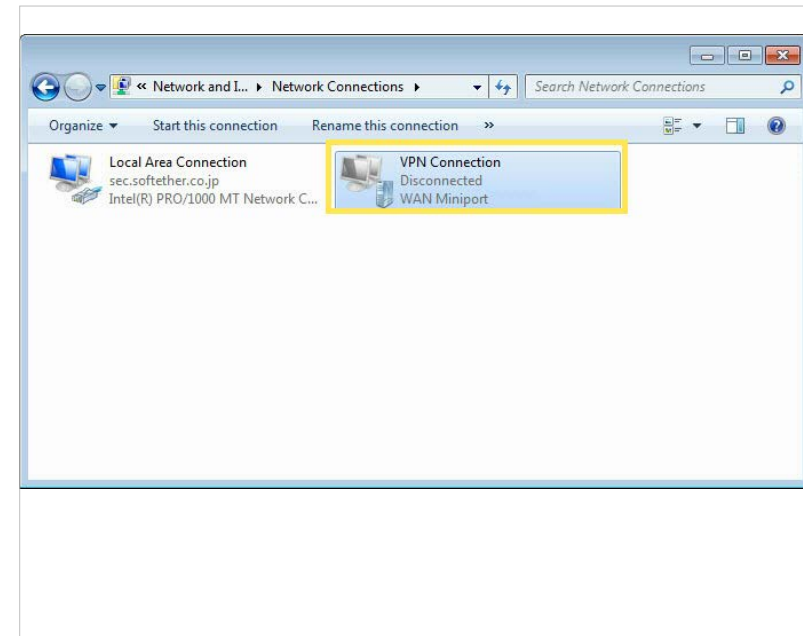 « Network and I... ▸ Network Connections ▸
Search Network Connections
Organize Start this connection Rename this connection »
Local Area Connection
sec.softether.co.jp
Intel(R) PRO/1000 MT Network C...
VPN Connection
Disconnected
WAN Miniport